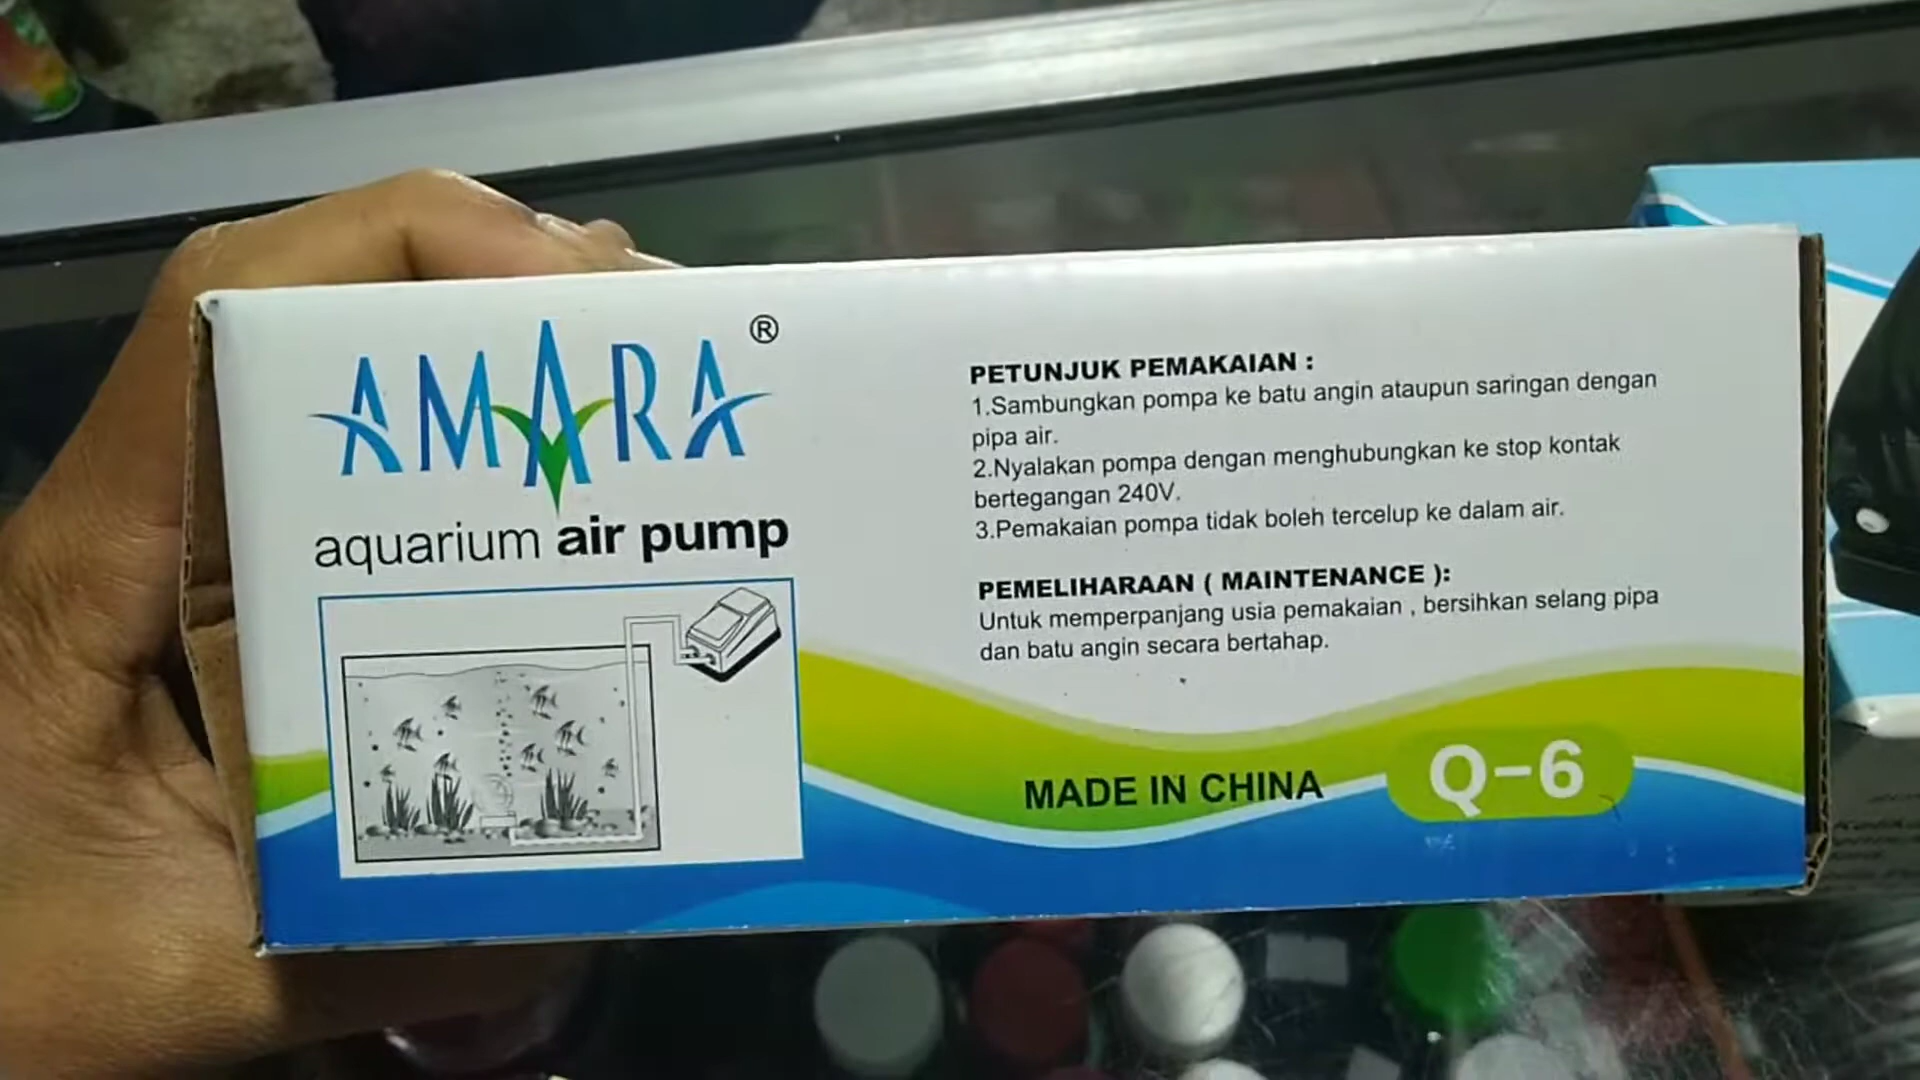 AMARA®
aquarium air pump
PETUNJUK PEMAKAIAN :
1.Sambungkan pompa ke batu angin ataupun saringan dengan
pipa air.
2.Nyalakan pompa dengan menghubungkan ke stop kontak
bertegangan 240V.
3.Pemakaian pompa tidak boleh tercelup ke dalam air.
PEMELIHARAAN ( MAINTENANCE ):
Untuk memperpanjang usia pemakaian , bersihkan selang pipa
dan batu angin secara bertahap.
MADE IN CHINA
Q-6